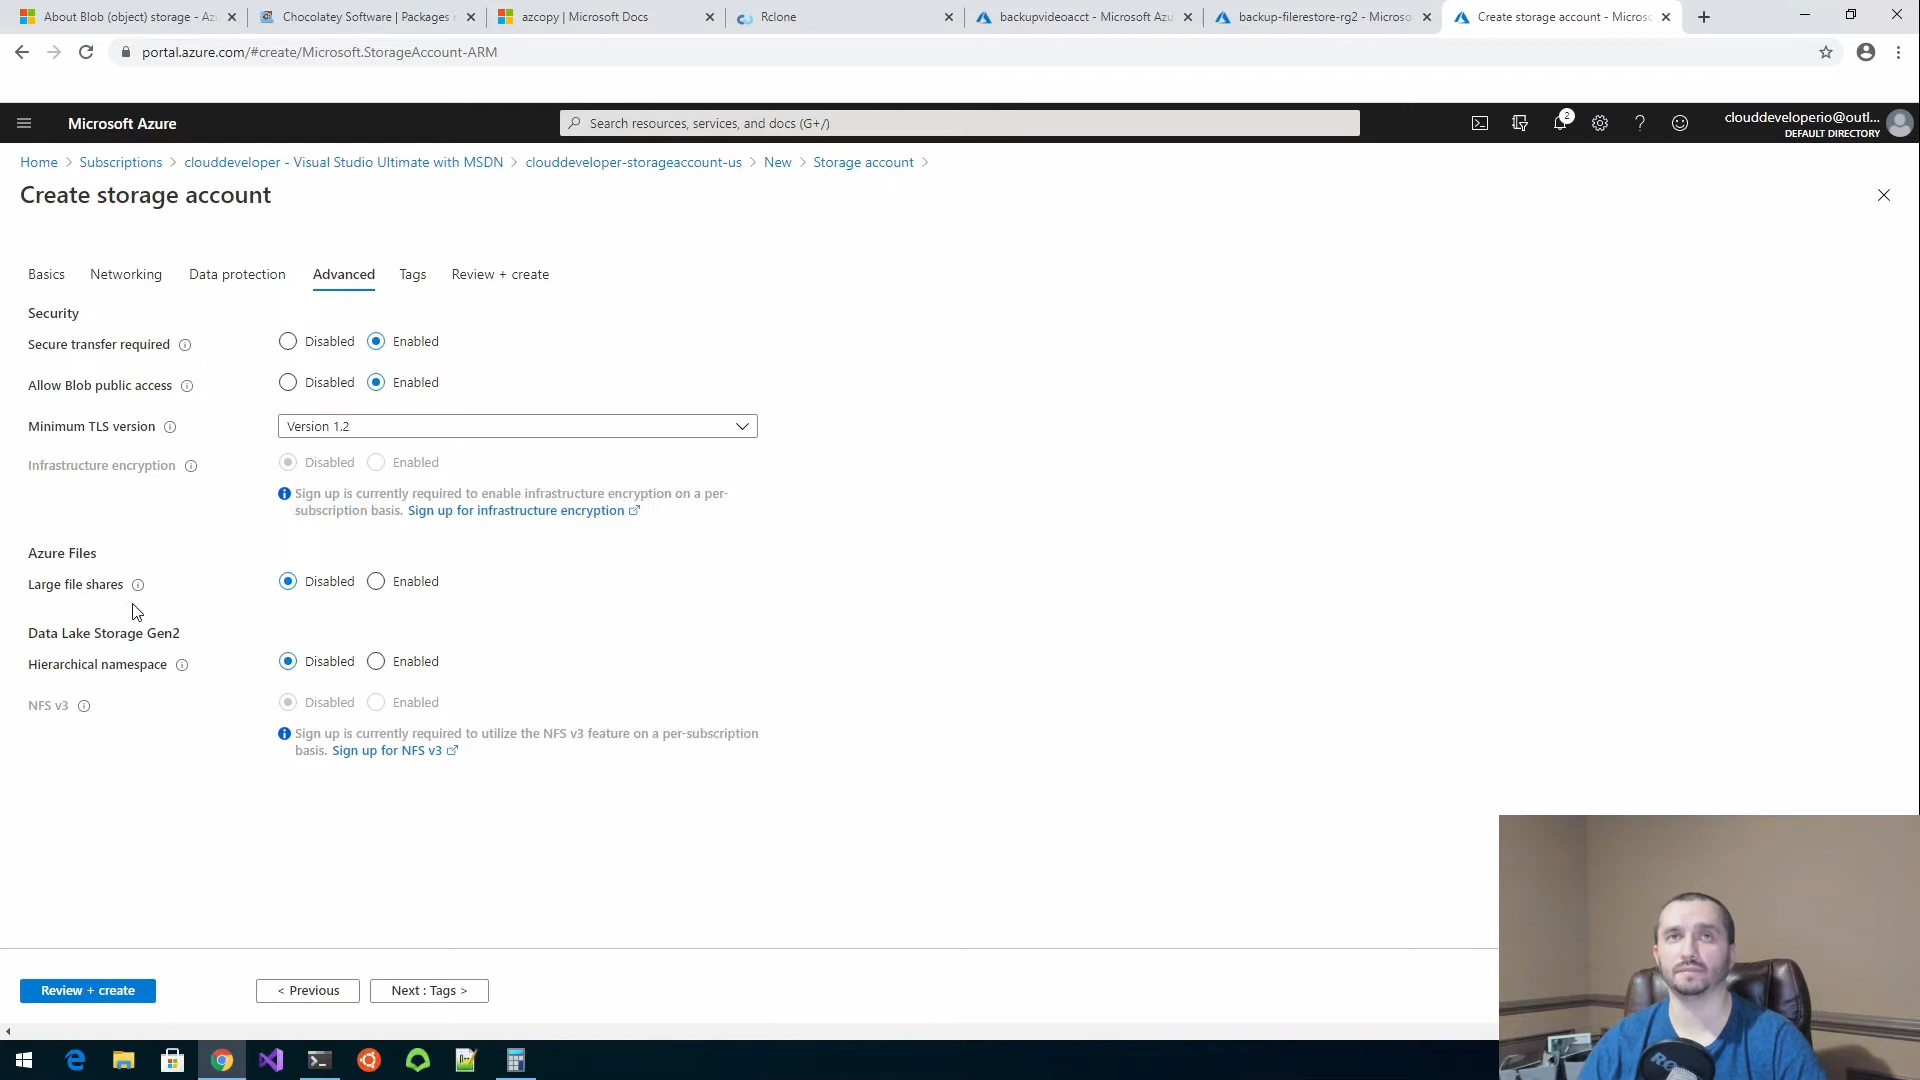 About Blob (object) storage - Az
Chocolatey Software | Packages
azcopy | Microsoft Docs
Rclone
backupvideoacct - Microsoft Azu
backup-filerestore-rg2 - Microso
Create storage account - Microso
portal.azure.com/#create/Microsoft.StorageAccount-ARM
Microsoft Azure
Search resources, services, and docs (G+/)
2
clouddeveloperio@outl...
DEFAULT DIRECTORY
Home > Subscriptions > clouddeveloper - Visual Studio Ultimate with MSDN > clouddeveloper-storageaccount-us > New > Storage account >
Create storage account
Basics Networking Data protection Advanced Tags Review + create
Security
Secure transfer required Disabled Enabled
Allow Blob public access Disabled Enabled
Minimum TLS version Version 1.2
Infrastructure encryption Disabled Enabled
Sign up is currently required to enable infrastructure encryption on a per-
subscription basis. Sign up for infrastructure encryption
Azure Files
Large file shares Disabled Enabled
Data Lake Storage Gen2
Hierarchical namespace Disabled Enabled
NFS v3 Disabled Enabled
Sign up is currently required to utilize the NFS v3 feature on a per-subscription
basis. Sign up for NFS v3
Review + create < Previous Next : Tags >